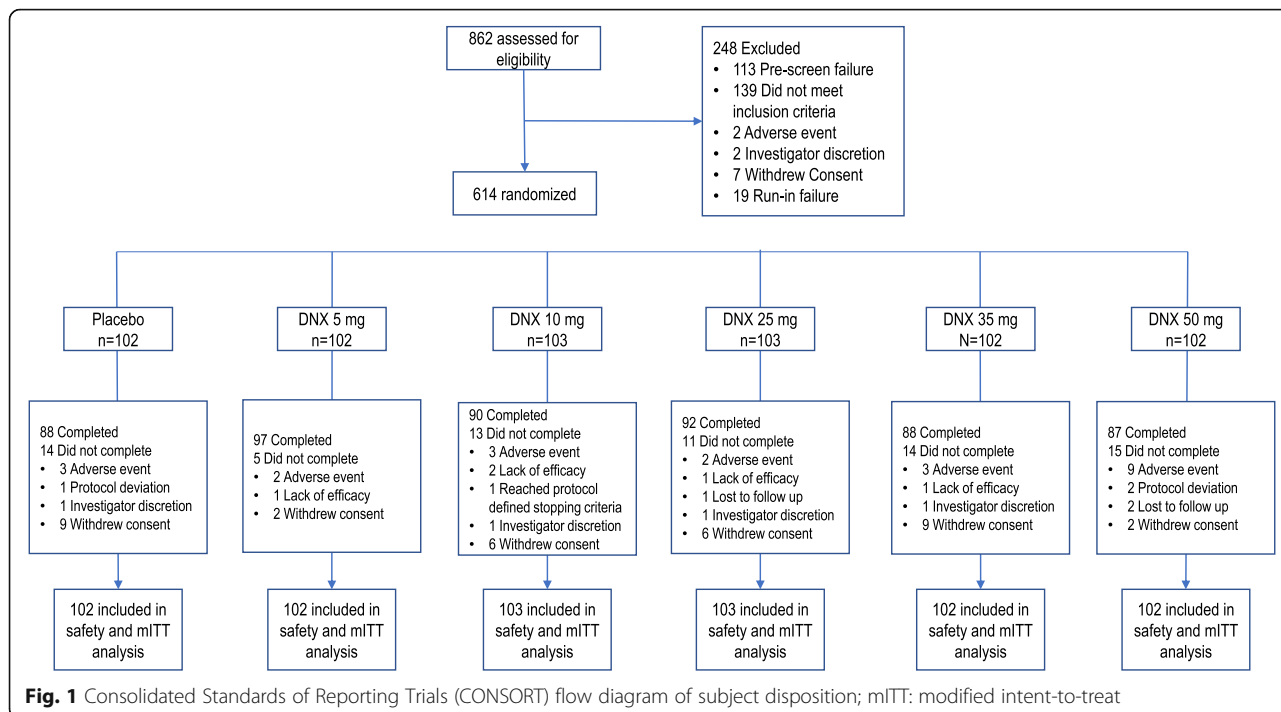 862 assessed for
eligibility
248 Excluded
• 113 Pre-screen failure
• 139 Did not meet
inclusion criteria
• 2 Adverse event
• 2 Investigator discretion
• 7 Withdrew Consent
• 19 Run-in failure
614 randomized
Placebo
n=102
DNX 5 mg
n=102
DNX 10 mg
n=103
DNX 25 mg
n=103
DNX 35 mg
N=102
DNX 50 mg
n=102
88 Completed
14 Did not complete
• 3 Adverse event
• 1 Protocol deviation
• 1 Investigator discretion
• 9 Withdrew consent
97 Completed
5 Did not complete
• 2 Adverse event
• 1 Lack of efficacy
• 2 Withdrew consent
90 Completed
13 Did not complete
• 3 Adverse event
• 2 Lack of efficacy
• 1 Reached protocol
defined stopping criteria
• 1 Investigator discretion
• 6 Withdrew consent
92 Completed
11 Did not complete
• 2 Adverse event
• 1 Lack of efficacy
• 1 Lost to follow up
• 1 Investigator discretion
• 6 Withdrew consent
88 Completed
14 Did not complete
• 3 Adverse event
• 1 Lack of efficacy
• 1 Investigator discretion
• 9 Withdrew consent
87 Completed
15 Did not complete
• 9 Adverse event
• 2 Protocol deviation
• 2 Lost to follow up
• 2 Withdrew consent
102 included in
safety and mITT
analysis
102 included in
safety and mITT
analysis
103 included in
safety and mITT
analysis
103 included in
safety and mITT
analysis
102 included in
safety and mITT
analysis
102 included in
safety and mITT
analysis
Fig. 1 Consolidated Standards of Reporting Trials (CONSORT) flow diagram of subject disposition; mITT: modified intent-to-treat